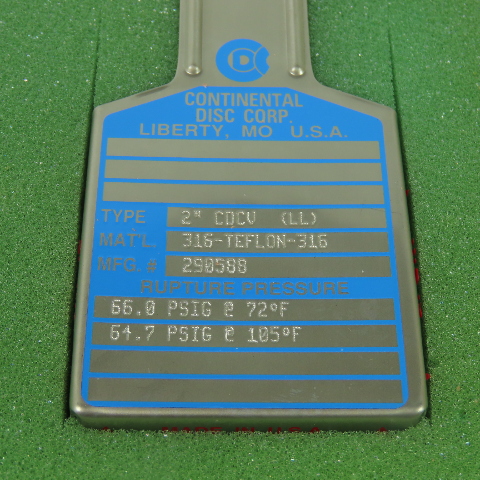 CONTINENTAL
DISC CORP.
LIBERTY, MO U.S.A.
TYPE 2" CDCV (LL)
MAT'L. 316-TEFLON-316
MFG. # 290588
RUPTURE PRESSURE
66.0 PSIG @ 72°F
64.7 PSIG @ 105°F